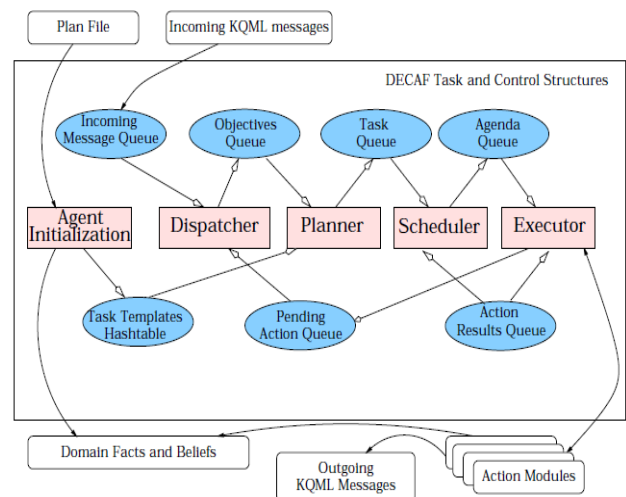 Plan File
Incoming KQML messages
DECAF Task and Control Structures
Incoming
Message Queue
Objectives
Queue
Task
Queue
Agenda
Queue
Agent
Initialization
Dispatcher
Planner
Scheduler
Executor
Task Templates
Hashtable
Pending
Action Queue
Action
Results Queue
Domain Facts and Beliefs
Outgoing
KQML Messages
Action Modules